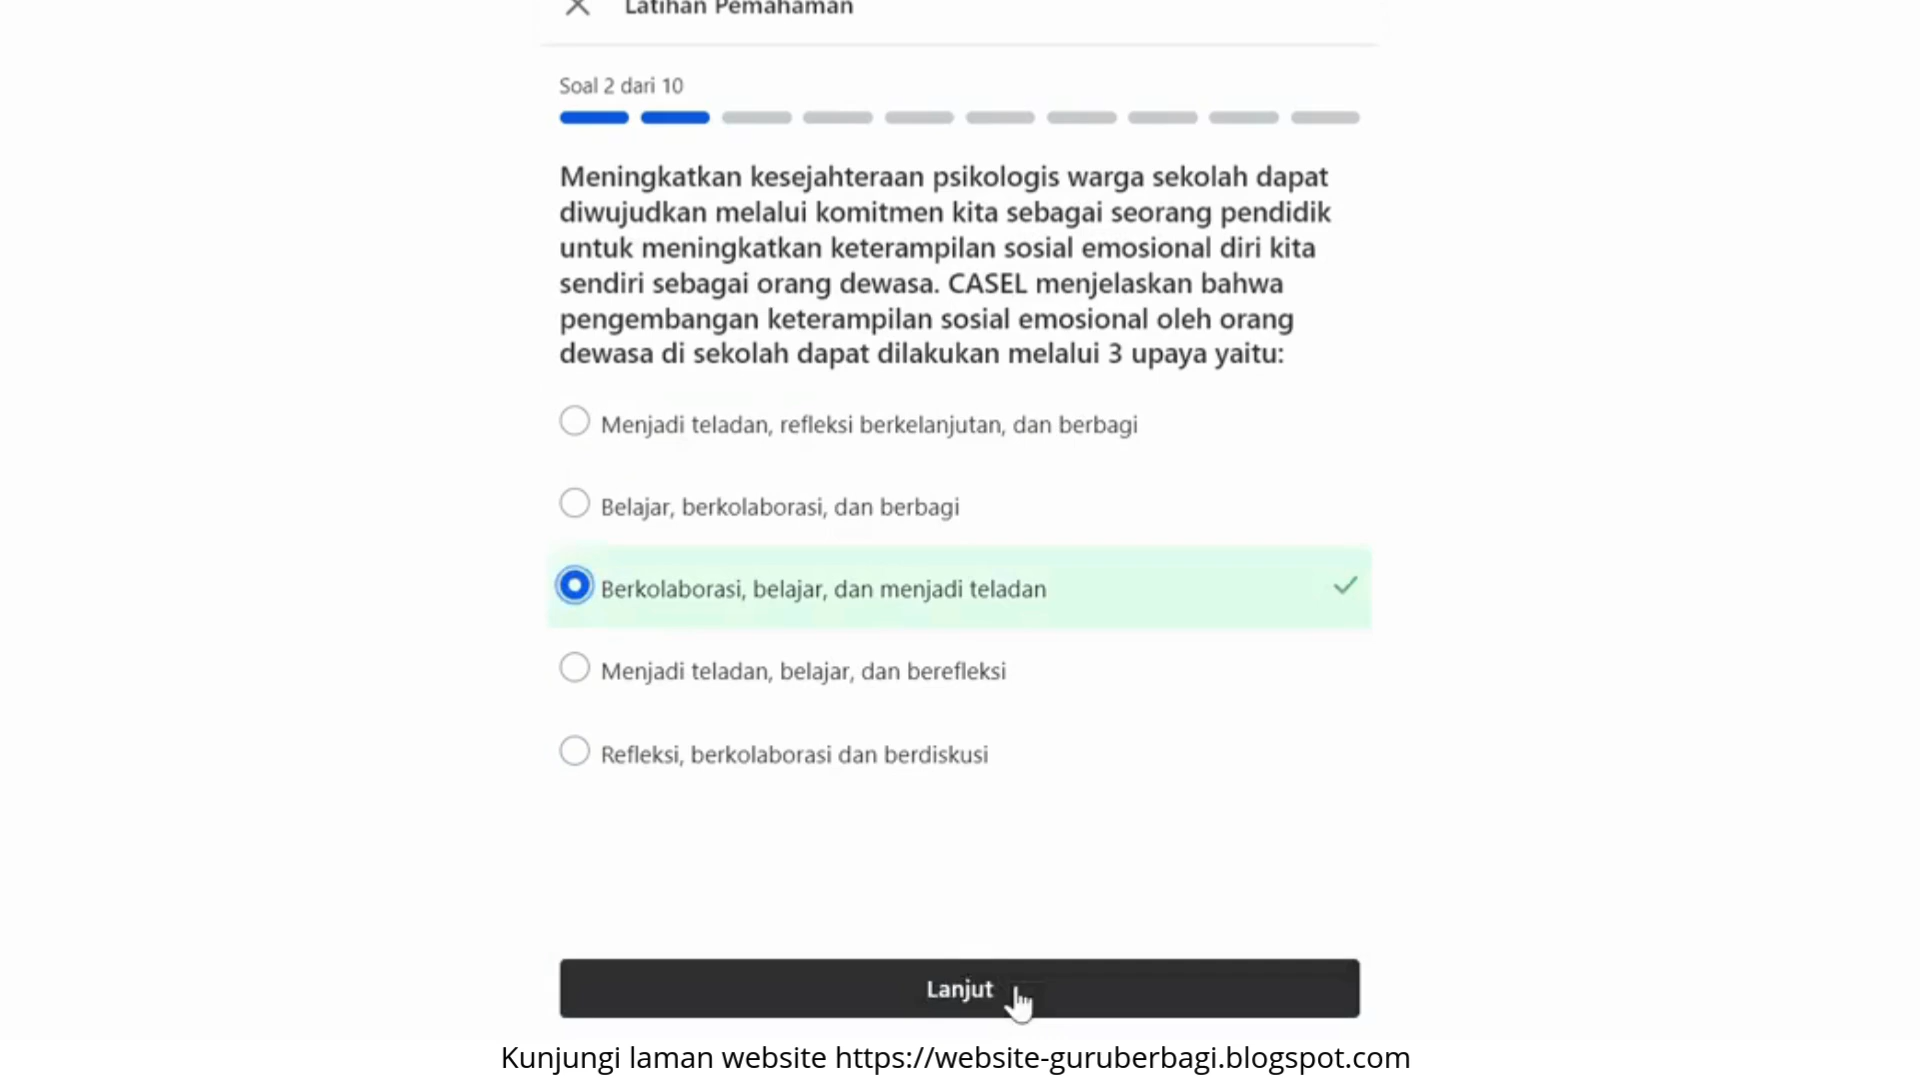 Latihan Pemahaman
Soal 2 dari 10
Meningkatkan kesejahteraan psikologis warga sekolah dapat
diwujudkan melalui komitmen kita sebagai seorang pendidik
untuk meningkatkan keterampilan sosial emosional diri kita
sendiri sebagai orang dewasa. CASEL menjelaskan bahwa
pengembangan keterampilan sosial emosional oleh orang
dewasa di sekolah dapat dilakukan melalui 3 upaya yaitu:
Menjadi teladan, refleksi berkelanjutan, dan berbagi
Belajar, berkolaborasi, dan berbagi
Berkolaborasi, belajar, dan menjadi teladan
Menjadi teladan, belajar, dan berefleksi
Refleksi, berkolaborasi dan berdiskusi
Lanjut
Kunjungi laman website https://website-guruberbagi.blogspot.com